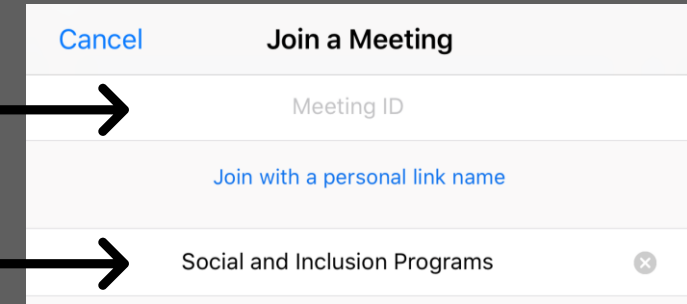 Cancel Join a Meeting
Meeting ID
Join with a personal link name
Social and Inclusion Programs